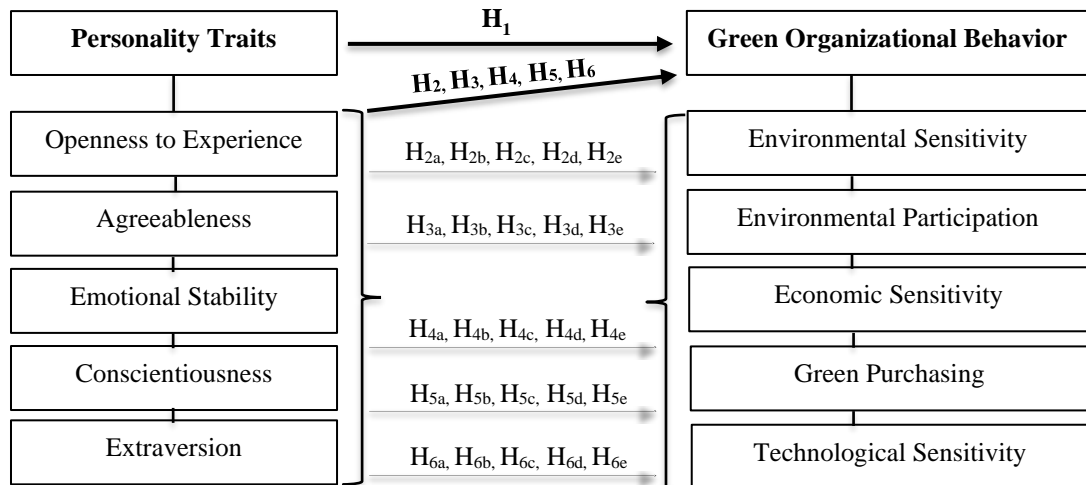 Personality Traits
H₁
Green Organizational Behavior
H₂, H₃, H₄, H₅, H₆
Openness to Experience
H₂ₐ, H₂b, H₂c, H₂d, H₂ₑ
Environmental Sensitivity
Agreeableness
H₃ₐ, H₃b, H₃c, H₃d, H₃ₑ
Environmental Participation
Emotional Stability
Economic Sensitivity
H₄ₐ, H₄b, H₄c, H₄d, H₄ₑ
Conscientiousness
H₅ₐ, H₅b, H₅c, H₅d, H₅ₑ
Green Purchasing
Extraversion
H₆ₐ, H₆b, H₆c, H₆d, H₆ₑ
Technological Sensitivity